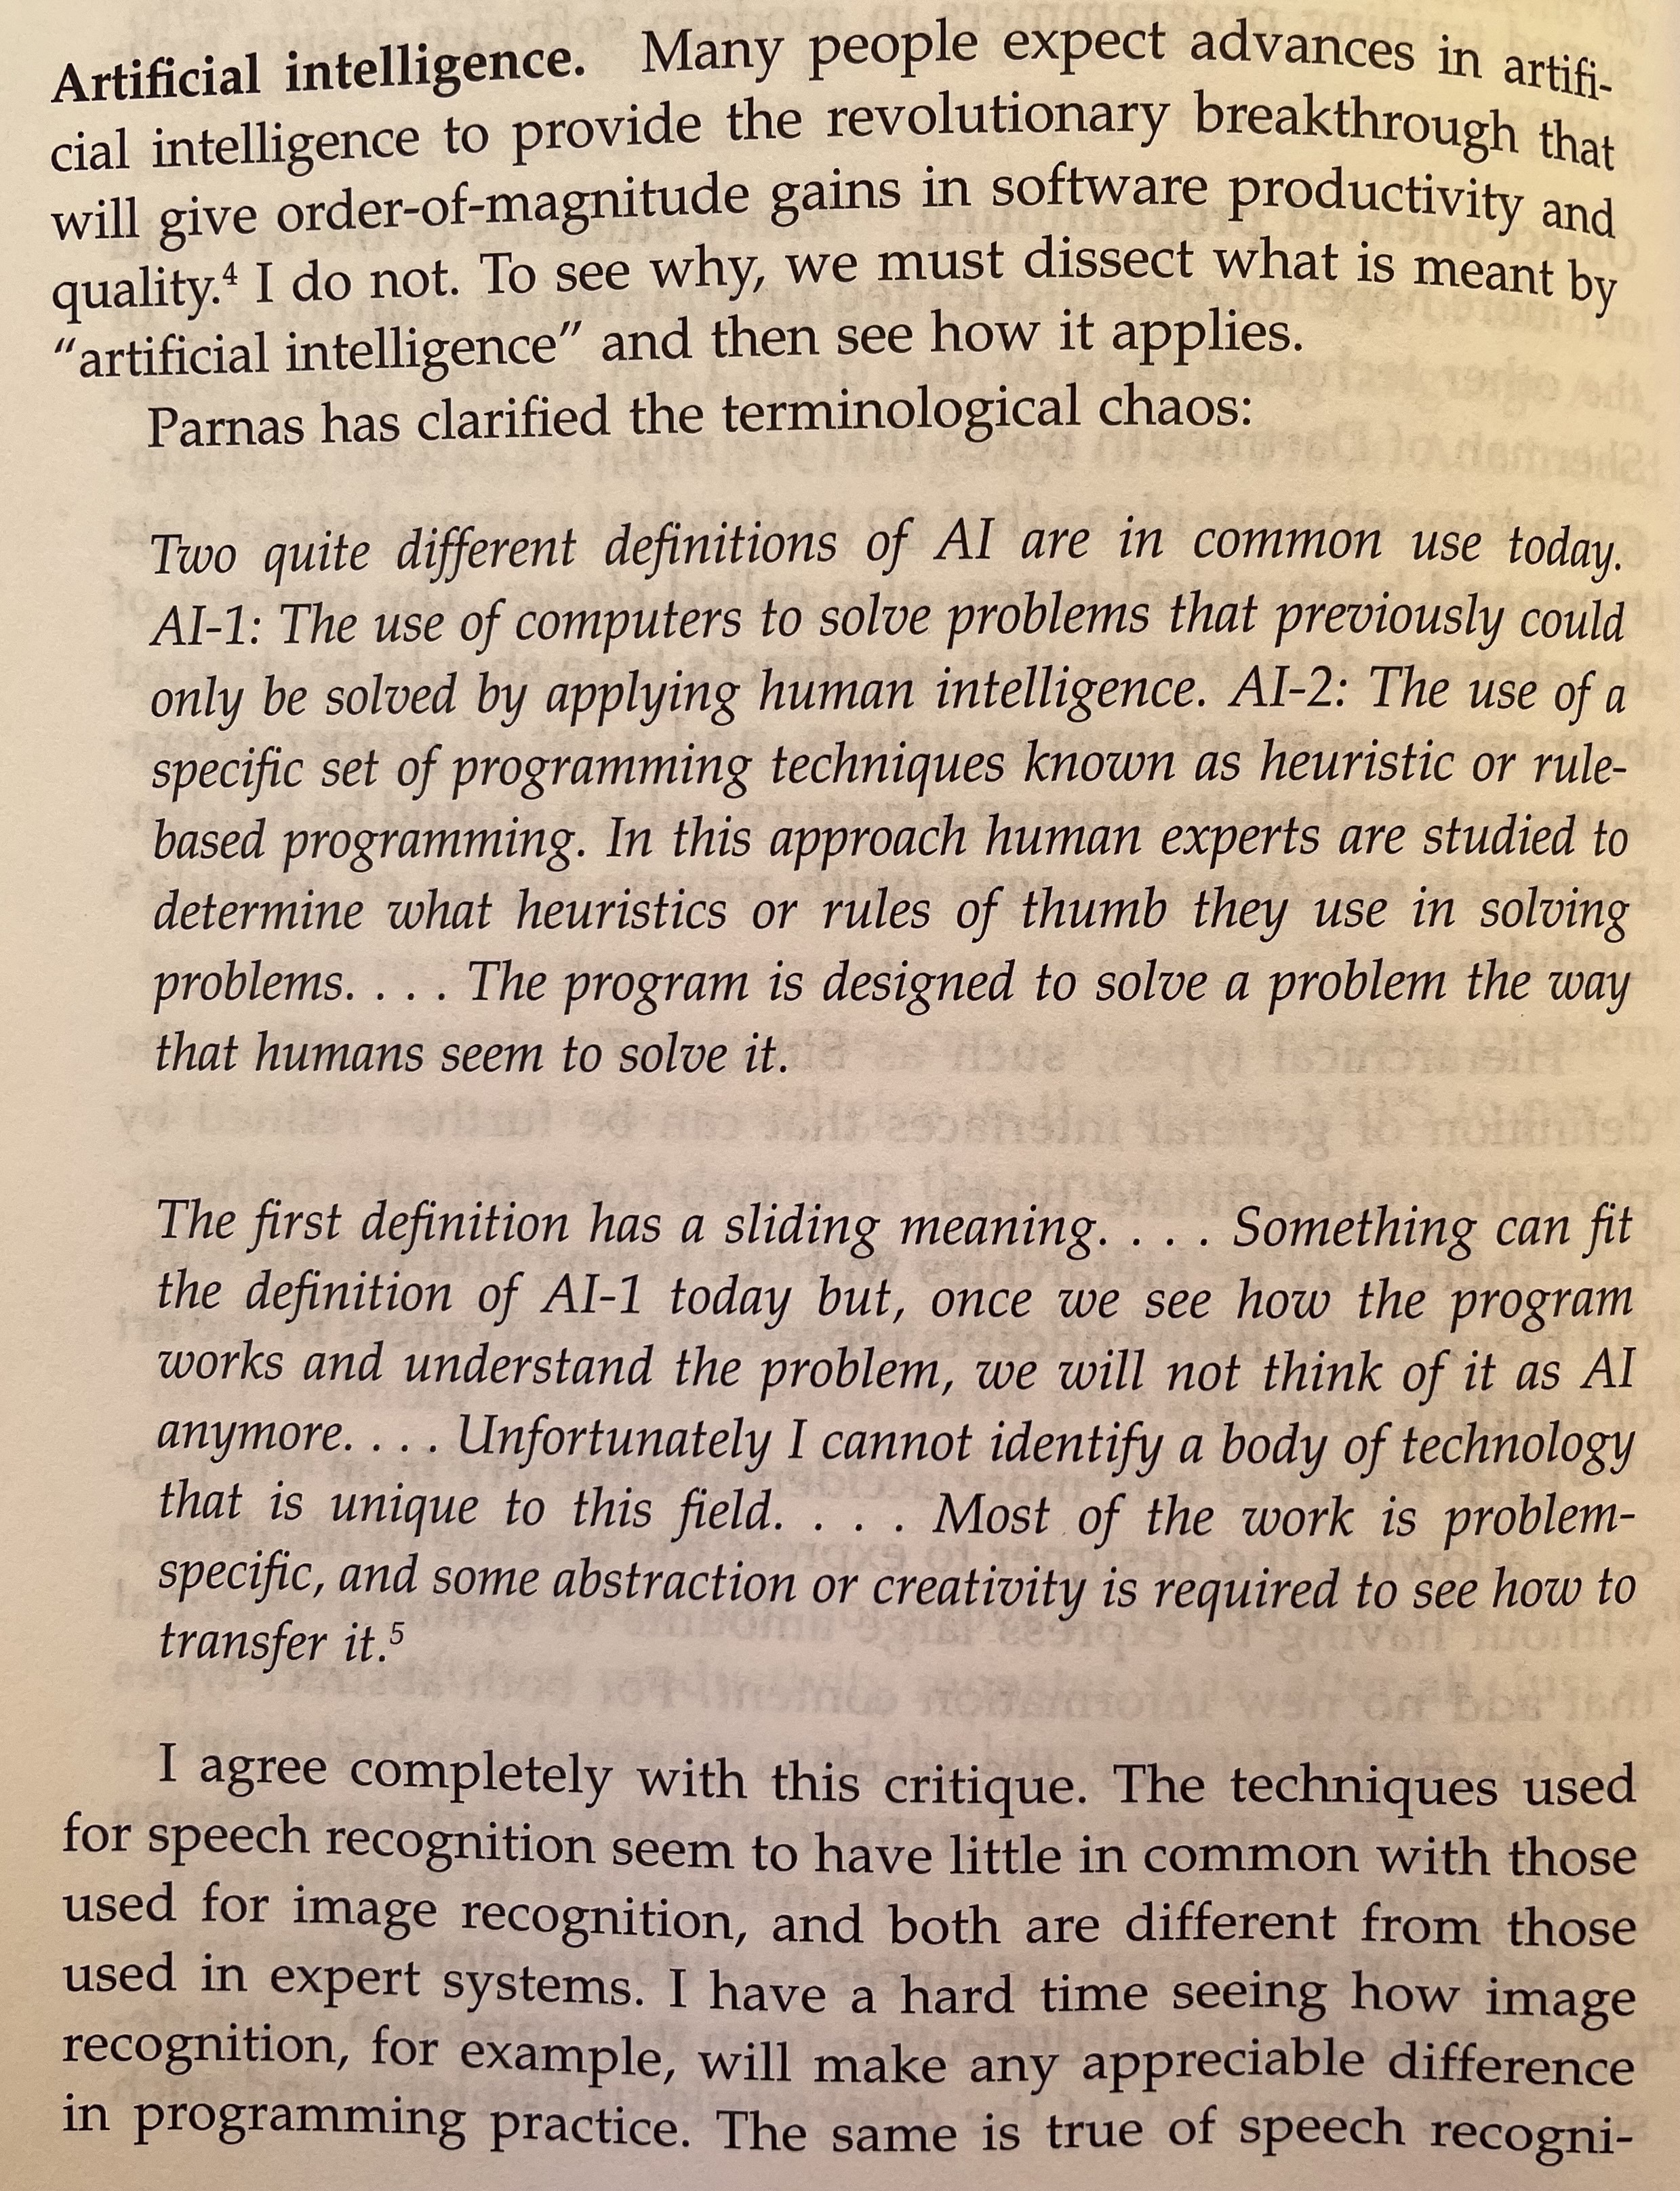 Artificial intelligence. Many people expect advances in artifi-
cial intelligence to provide the revolutionary breakthrough that
will give order-of-magnitude gains in software productivity and
quality.⁴ I do not. To see why, we must dissect what is meant by
“artificial intelligence” and then see how it applies.
Parnas has clarified the terminological chaos:
Two quite different definitions of AI are in common use today.
AI-1: The use of computers to solve problems that previously could
only be solved by applying human intelligence. AI-2: The use of a
specific set of programming techniques known as heuristic or rule-
based programming. In this approach human experts are studied to
determine what heuristics or rules of thumb they use in solving
problems. . . . The program is designed to solve a problem the way
that humans seem to solve it.
The first definition has a sliding meaning. . . . Something can fit
the definition of AI-1 today but, once we see how the program
works and understand the problem, we will not think of it as AI
anymore. . . . Unfortunately I cannot identify a body of technology
that is unique to this field. . . . Most of the work is problem-
specific, and some abstraction or creativity is required to see how to
transfer it.⁵
I agree completely with this critique. The techniques used
for speech recognition seem to have little in common with those
used for image recognition, and both are different from those
used in expert systems. I have a hard time seeing how image
recognition, for example, will make any appreciable difference
in programming practice. The same is true of speech recogni-